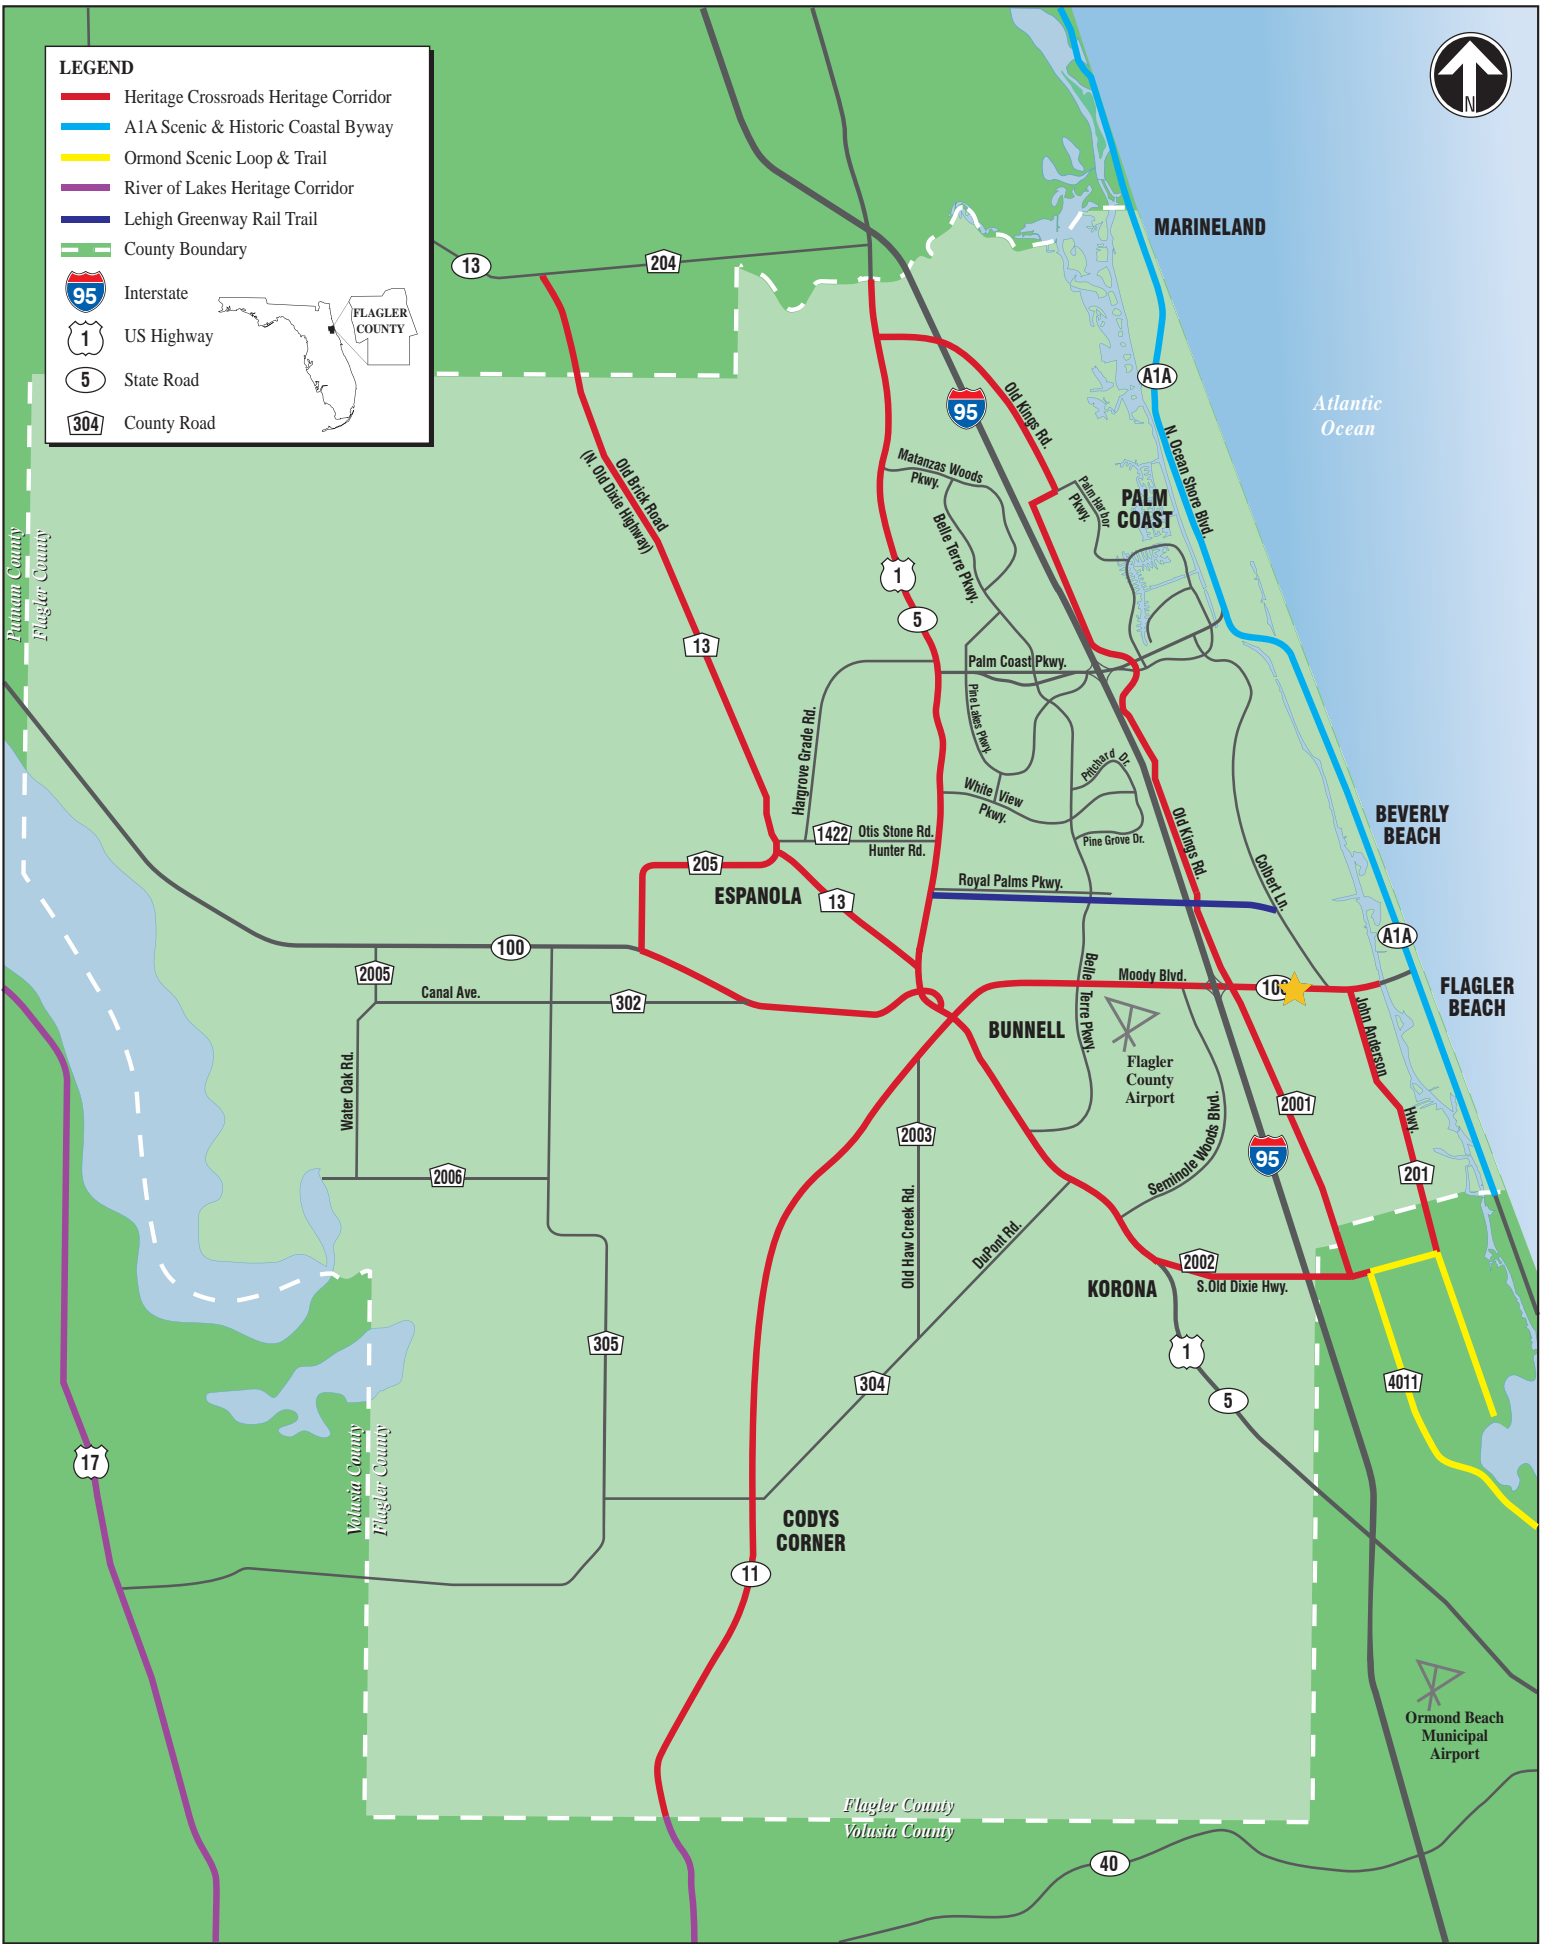 LEGEND
Heritage Crossroads Heritage Corridor
A1A Scenic & Historic Coastal Byway
Ormond Scenic Loop & Trail
River of Lakes Heritage Corridor
Lehigh Greenway Rail Trail
County Boundary
95
Interstate
1
US Highway
5
State Road
304
County Road
FLAGLER
COUNTY
N
13
204
MARINELAND
A1A
Atlantic
Ocean
95
Old Kings Rd.
N. Ocean Shore Blvd.
Old Brick Road
(N. Old Dixie Highway)
Matanzas Woods
Pkwy.
Palm Harbor
Pkwy.
PALM
COAST
Belle Terre Pkwy.
Putnam County
Flagler County
1
5
13
Palm Coast Pkwy.
Pine Lakes Pkwy.
Hargrove Grade Rd.
Pritchard Dr.
White View
Pkwy.
1422
Otis Stone Rd.
Hunter Rd.
Pine Grove Dr.
Old Kings Rd.
Colbert Ln.
BEVERLY
BEACH
205
ESPANOLA
13
Royal Palms Pkwy.
A1A
100
2005
Canal Ave.
302
Moody Blvd.
FLAGLER
BEACH
BUNNELL
Belle Terre Pkwy.
Flagler
County
Airport
John Anderson
Hwy.
Water Oak Rd.
2001
2003
Seminole Woods Blvd.
95
201
2006
Old Haw Creek Rd.
DuPont Rd.
2002
S.Old Dixie Hwy.
KORONA
305
1
304
5
4011
17
Volusia County
Flagler County
CODYS
CORNER
11
Ormond Beach
Municipal
Airport
Flagler County
Volusia County
40